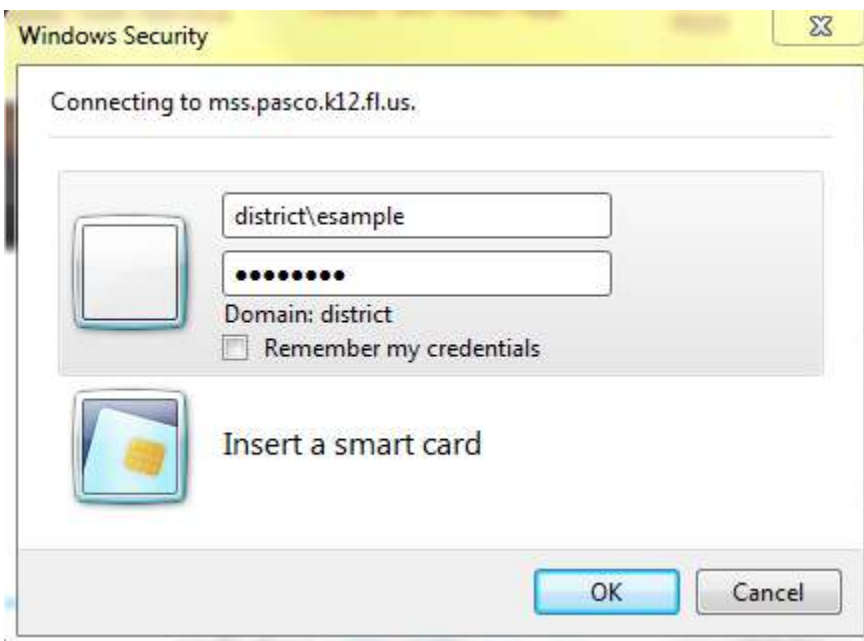 Windows Security
Connecting to mss.pasco.k12.fl.us.
district\esample
●●●●●●●●
Domain: district
Remember my credentials
Insert a smart card
OK
Cancel